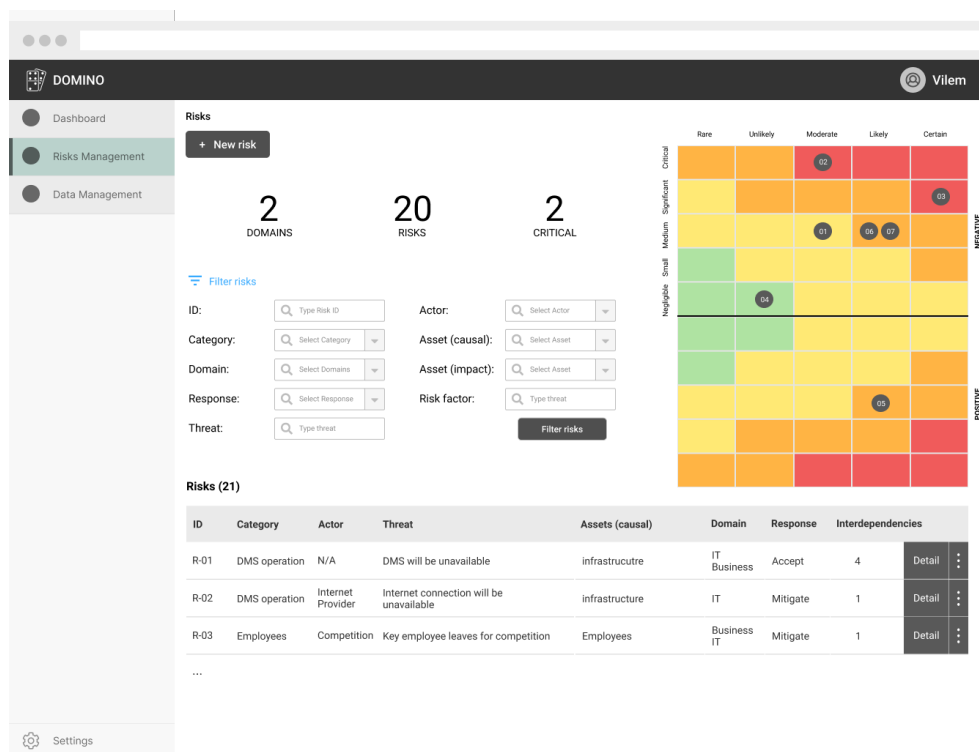 DOMINO
Vilem
Dashboard
Risks Management
Data Management
Settings
Risks
+ New risk
2
DOMAINS
20
RISKS
2
CRITICAL
Filter risks
ID:
Type Risk ID
Actor:
Select Actor
Category:
Select Category
Asset (causal):
Select Asset
Domain:
Select Domains
Asset (impact):
Select Asset
Response:
Select Response
Risk factor:
Type threat
Threat:
Type threat
Filter risks
Rare Unlikely Moderate Likely Certain
Critical
Significant
Medium
Small
Negligible
02
03
01
06 07
04
05
NEGATIVE
POSITIVE
Risks (21)
ID Category Actor Threat Assets (causal) Domain Response Interdependencies
R-01 DMS operation N/A DMS will be unavailable infrastrucutre IT Business Accept 4 Detail
R-02 DMS operation Internet Provider Internet connection will be unavailable infrastructure IT Mitigate 1 Detail
R-03 Employees Competition Key employee leaves for competition Employees Business IT Mitigate 1 Detail
...